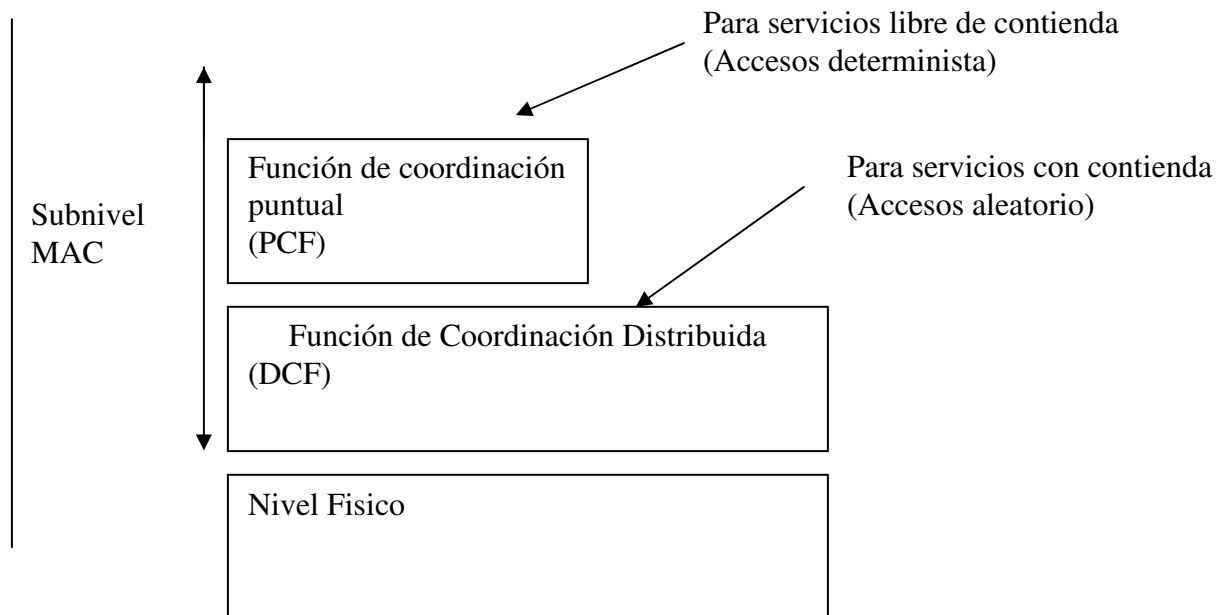 Para servicios libre de contienda
(Accesos determinista)
Función de coordinación
puntual
(PCF)
Para servicios con contienda
(Accesos aleatorio)
Subnivel
MAC
Función de Coordinación Distribuida
(DCF)
Nivel Fisico